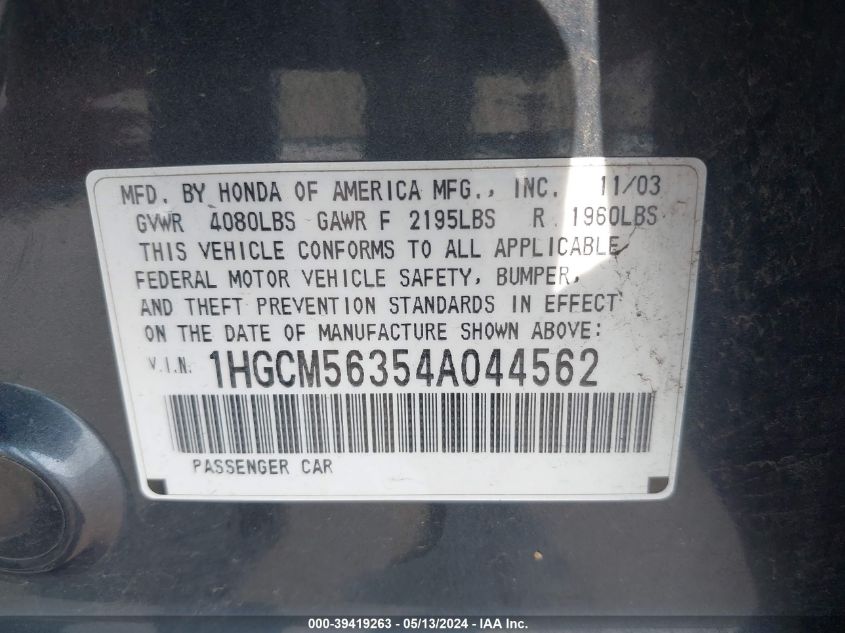 MFD. BY HONDA OF AMERICA MFG., INC. 11/03
GVWR 4080LBS GAWR F 2195LBS R 1960LBS
THIS VEHICLE CONFORMS TO ALL APPLICABLE
FEDERAL MOTOR VEHICLE SAFETY, BUMPER,
AND THEFT PREVENTION STANDARDS IN EFFECT
ON THE DATE OF MANUFACTURE SHOWN ABOVE:
V.I.N. 1HGCM56354A044562
PASSENGER CAR
000-39419263 - 05/13/2024 - IAA Inc.